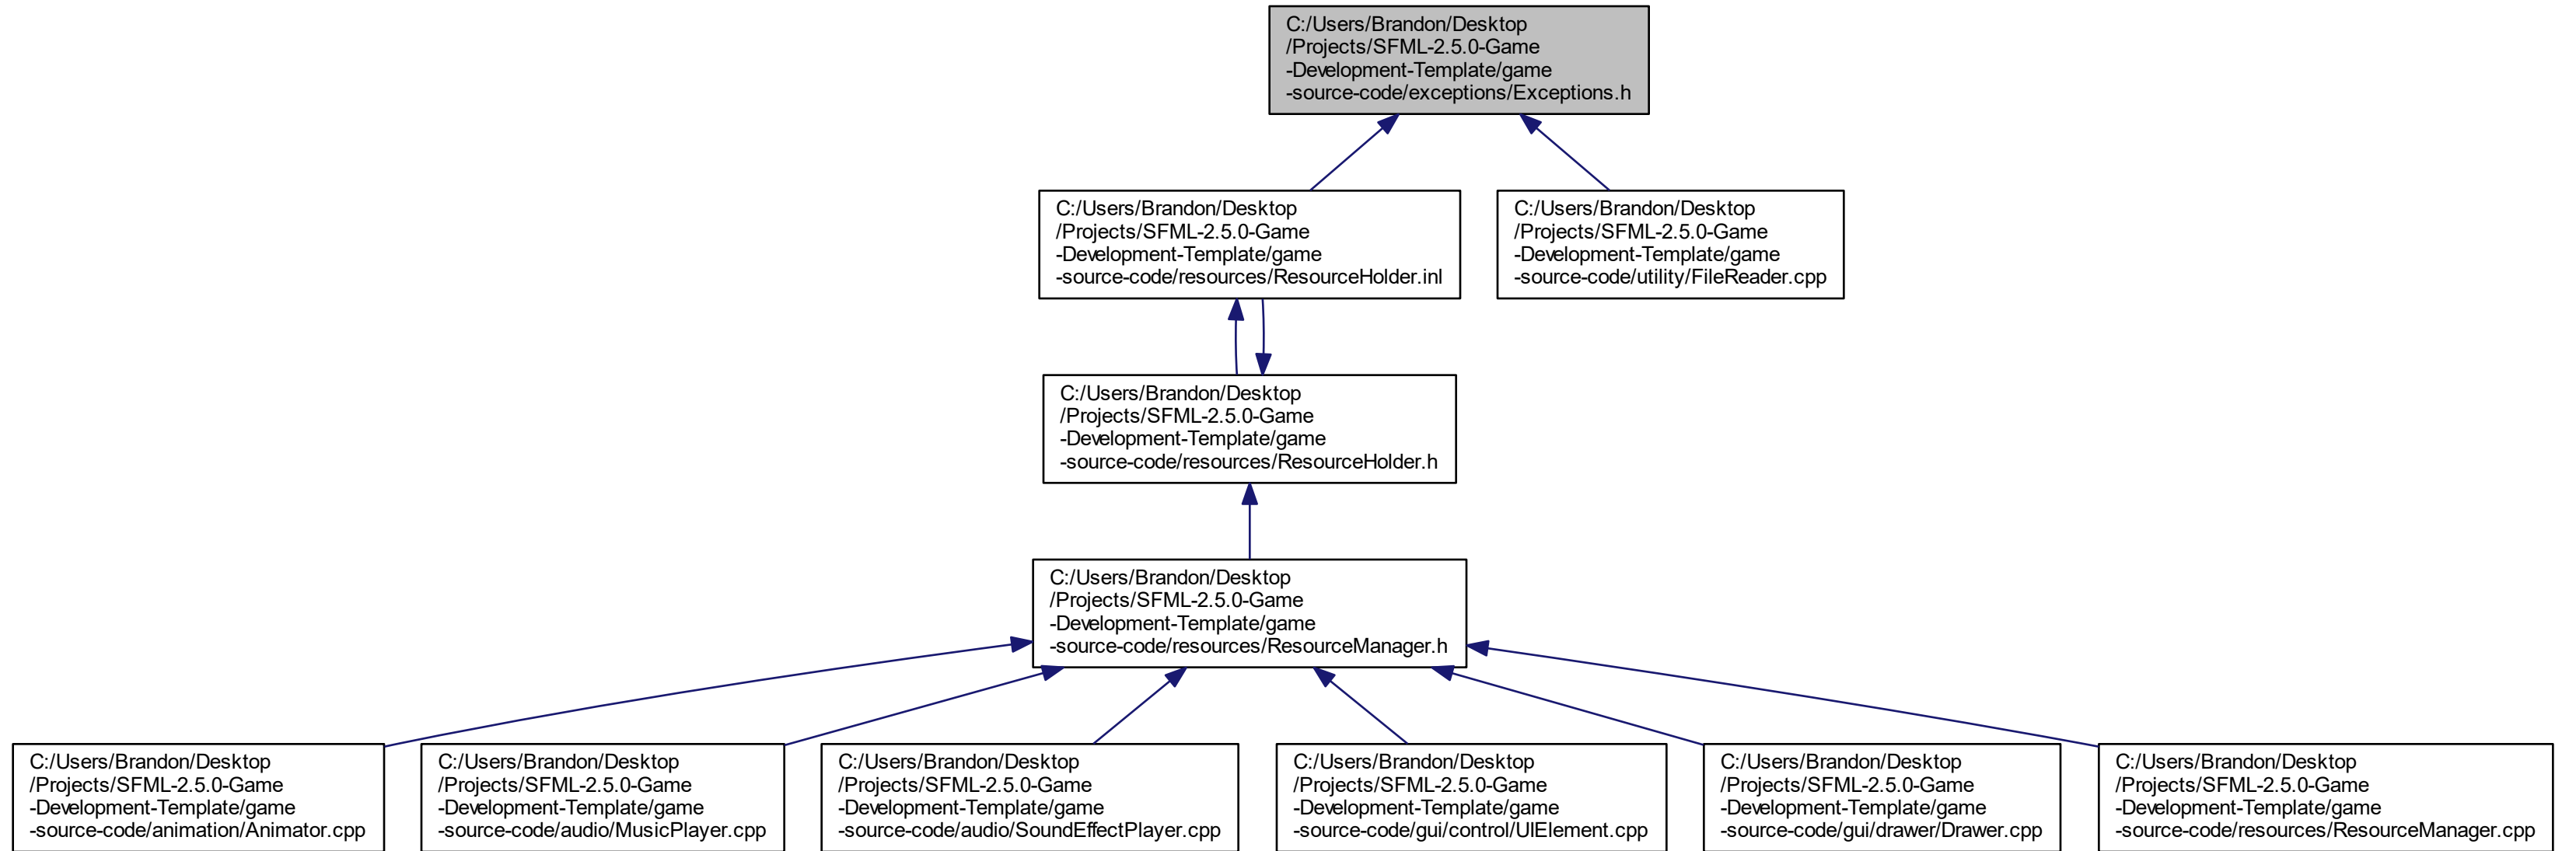 C:/Users/Brandon/Desktop
/Projects/SFML-2.5.0-Game
-Development-Template/game
-source-code/exceptions/Exceptions.h
C:/Users/Brandon/Desktop
/Projects/SFML-2.5.0-Game
-Development-Template/game
-source-code/resources/ResourceHolder.inl
C:/Users/Brandon/Desktop
/Projects/SFML-2.5.0-Game
-Development-Template/game
-source-code/utility/FileReader.cpp
C:/Users/Brandon/Desktop
/Projects/SFML-2.5.0-Game
-Development-Template/game
-source-code/resources/ResourceHolder.h
C:/Users/Brandon/Desktop
/Projects/SFML-2.5.0-Game
-Development-Template/game
-source-code/resources/ResourceManager.h
C:/Users/Brandon/Desktop
/Projects/SFML-2.5.0-Game
-Development-Template/game
-source-code/animation/Animator.cpp
C:/Users/Brandon/Desktop
/Projects/SFML-2.5.0-Game
-Development-Template/game
-source-code/audio/MusicPlayer.cpp
C:/Users/Brandon/Desktop
/Projects/SFML-2.5.0-Game
-Development-Template/game
-source-code/audio/SoundEffectPlayer.cpp
C:/Users/Brandon/Desktop
/Projects/SFML-2.5.0-Game
-Development-Template/game
-source-code/gui/control/UIElement.cpp
C:/Users/Brandon/Desktop
/Projects/SFML-2.5.0-Game
-Development-Template/game
-source-code/gui/drawer/Drawer.cpp
C:/Users/Brandon/Desktop
/Projects/SFML-2.5.0-Game
-Development-Template/game
-source-code/resources/ResourceManager.cpp